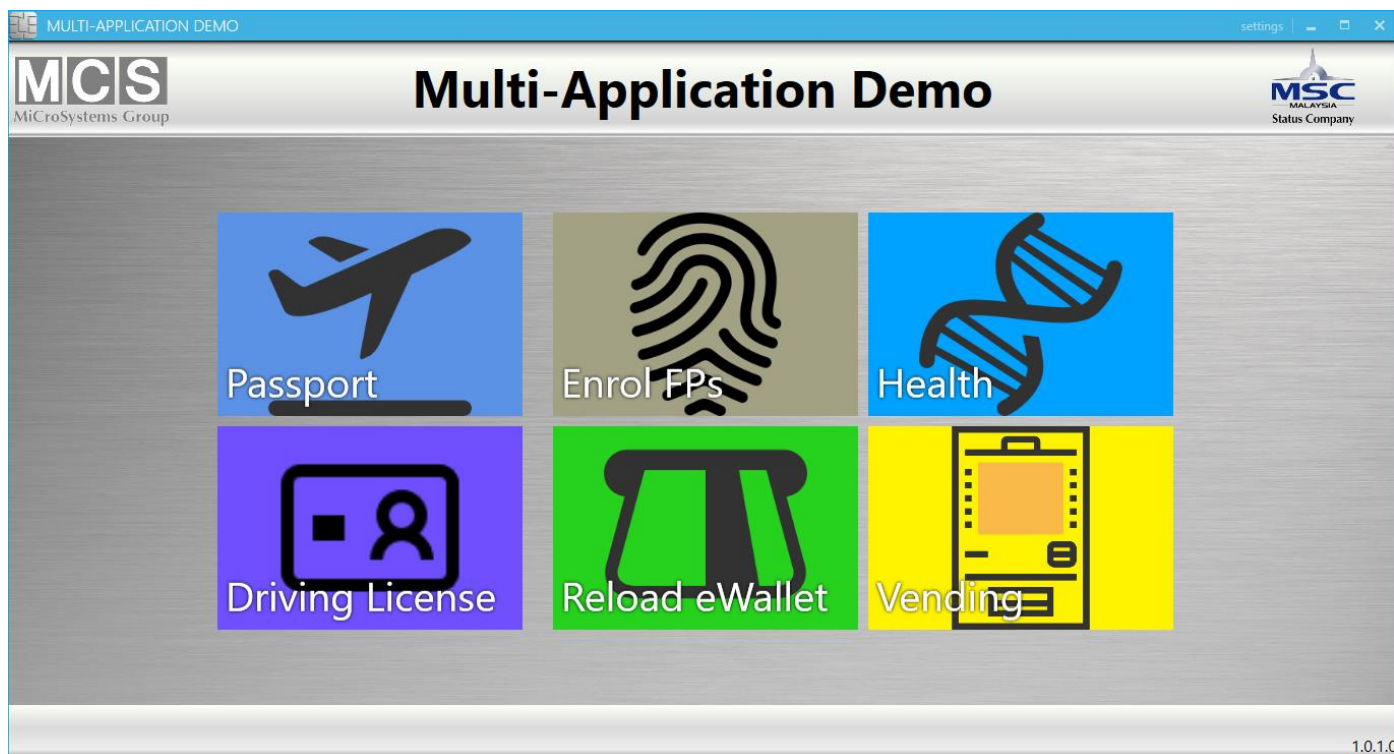 MULTI-APPLICATION DEMO
settings
MCS
MiCroSystems Group
Multi-Application Demo
MSC
MALAYSIA
Status Company
Passport
Enrol FPs
Health
Driving License
Reload eWallet
Vending
1.0.1.0